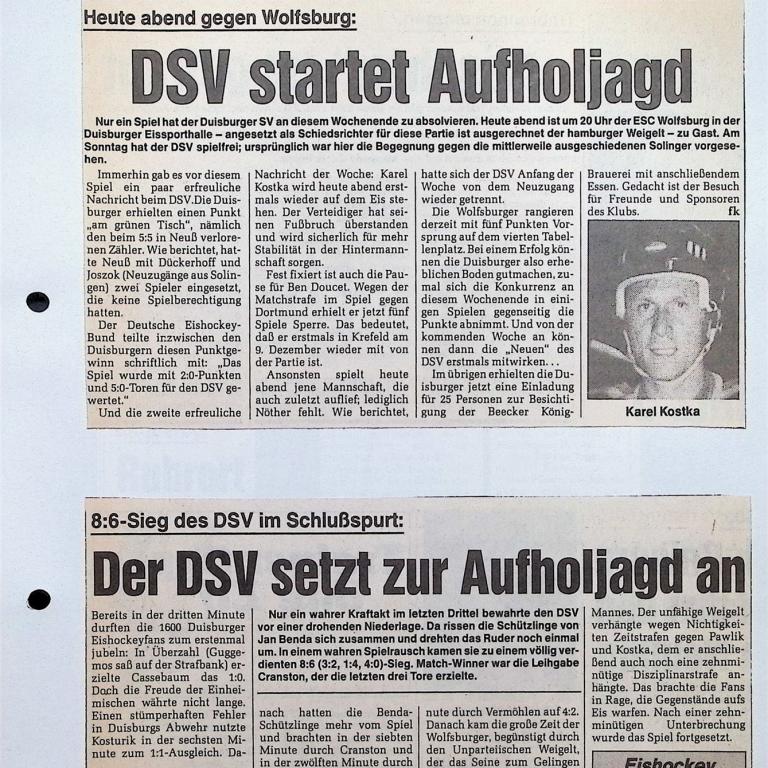 Heute abend gegen Wolfsburg:
DSV startet Aufholjagd
Nur ein Spiel hat der Duisburger SV an diesem Wochenende zu absolvieren. Heute abend ist um 20 Uhr der ESC Wolfsburg in der
Duisburger Eissporthalle – angesetzt als Schiedsrichter für diese Partie ist ausgerechnet der hamburger Weigelt – zu Gast. Am
Sonntag hat der DSV spielfrei; ursprünglich war hier die Begegnung gegen die mittlerweile ausgeschiedenen Solinger vorgese-
hen.
Immerhin gab es vor diesem
Spiel ein paar erfreuliche
Nachricht beim DSV.Die Duis-
burger erhielten einen Punkt
„am grünen Tisch", nämlich
den beim 5:5 in Neuß verlore-
nen Zähler. Wie berichtet, hat-
te Neuß mit Dückerhoff und
Joszok (Neuzugänge aus Solin-
gen) zwei Spieler eingesetzt,
die keine Spielberechtigung
hatten.
Der Deutsche Eishockey-
Bund teilte inzwischen den
Duisburgern diesen Punktge-
winn schriftlich mit: „Das
Spiel wurde mit 2:0-Punkten
und 5:0-Toren für den DSV ge-
wertet."
Und die zweite erfreuliche
Nachricht der Woche: Karel
Kostka wird heute abend erst-
mals wieder auf dem Eis ste-
hen. Der Verteidiger hat sei-
nen Fußbruch überstanden
und wird sicherlich für mehr
Stabilität in der Hintermann-
schaft sorgen.
Fest fixiert ist auch die Pau-
se für Ben Doucet. Wegen der
Matchstrafe im Spiel gegen
Dortmund erhielt er jetzt fünf
Spiele Sperre. Das bedeutet,
daß er erstmals in Krefeld am
9. Dezember wieder mit von
der Partie ist.
Ansonsten spielt heute
abend jene Mannschaft, die
auch zuletzt auflief; lediglich
Nöther fehlt. Wie berichtet,
hatte sich der DSV Anfang der
Woche von dem Neuzugang
wieder getrennt.
Die Wolfsburger rangieren
derzeit mit fünf Punkten Vor-
sprung auf dem vierten Tabel-
lenplatz. Bei einem Erfolg kön-
nen die Duisburger also erhe-
blichen Boden gutmachen, zu-
mal sich die Konkurrenz an
diesem Wochenende in eini-
gen Spielen gegenseitig die
Punkte abnimmt. Und von der
kommenden Woche an kön-
nen dann die „Neuen" des
DSV erstmals mitwirken. . .
Im übrigen erhielten die Du-
isburger jetzt eine Einladung
für 25 Personen zur Besichti-
gung der Beecker König-
Brauerei mit anschließendem
Essen. Gedacht ist der Besuch
für Freunde und Sponsoren
des Klubs. fk
Karel Kostka
8:6-Sieg des DSV im Schlußspurt:
Der DSV setzt zur Aufholjagd an
Bereits in der dritten Minute
durften die 1600 Duisburger
Eishockeyfans zum erstenmal
jubeln: In Überzahl (Gugge-
mos saß auf der Strafbank) er-
zielte Cassebaum das 1:0.
Doch die Freude der Einhei-
mischen währte nicht lange.
Einen stümperhaften Fehler
in Duisburgs Abwehr nutzte
Kosturik in der sechsten Mi-
nute zum 1:1-Ausgleich. Da-
Nur ein wahrer Kraftakt im letzten Drittel bewahrte den DSV
vor einer drohenden Niederlage. Da rissen die Schützlinge von
Jan Benda sich zusammen und drehten das Ruder noch einmal
um. In einem wahren Spielrausch kamen sie zu einem völlig ver-
dienten 8:6 (3:2, 1:4, 4:0)-Sieg. Match-Winner war die Leihgabe
Cranston, der die letzten drei Tore erzielte.
nach hatten die Benda-
Schützlinge mehr vom Spiel
und brachten in der siebten
Minute durch Cranston und
in der zwölften Minute durch
nute durch Vermöhlen auf 4:2.
Danach kam die große Zeit der
Wolfsburger, begünstigt durch
den Unparteiischen Weigelt,
der das Seine zum Gelingen
Mannes. Der unfähige Weigelt
verhängte wegen Nichtigkei-
ten Zeitstrafen gegen Pawlik
und Kostka, dem er anschlie-
ßend auch noch eine zehnmi-
nütige Disziplinarstrafe an-
hängte. Das brachte die Fans
in Rage, die Gegenstände aufs
Eis warfen. Nach einer zehn-
minütigen Unterbrechung
wurde das Spiel fortgesetzt.
Eishockey